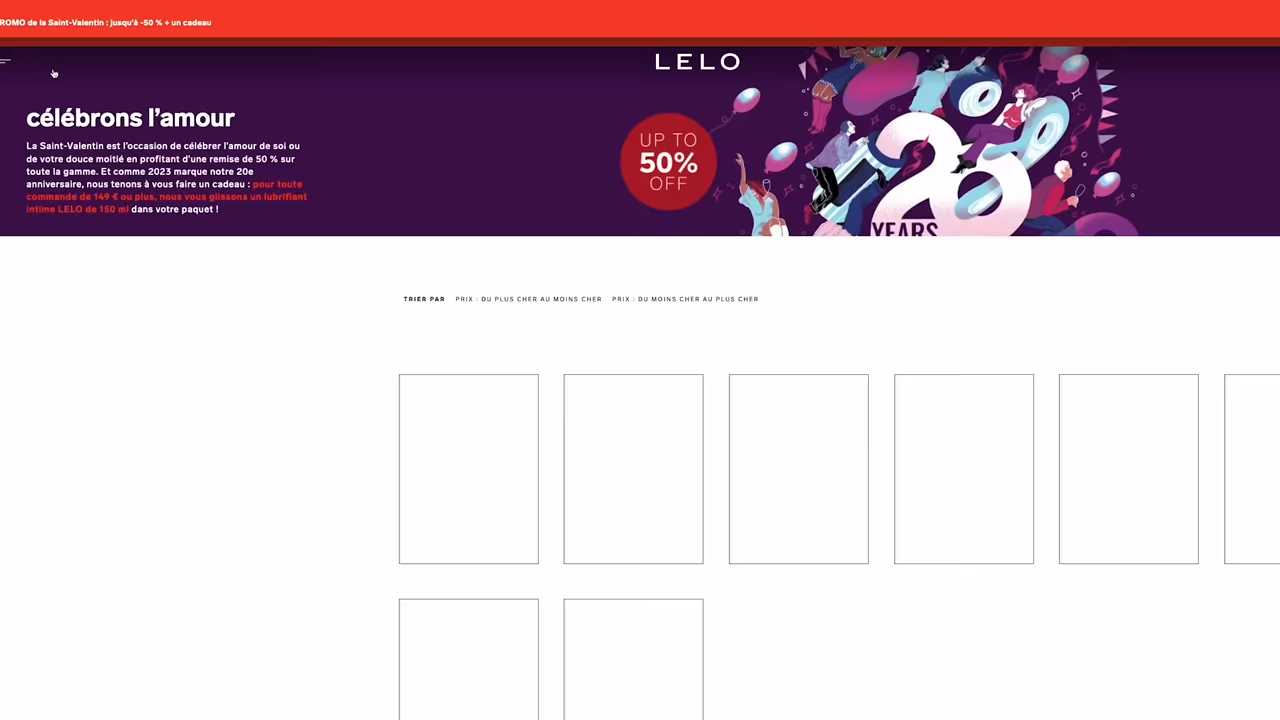 ROMO de la Saint-Valentin : jusqu'à -50 % + un cadeau
LELO
célébrons l'amour
La Saint-Valentin est l'occasion de célébrer l'amour de soi ou
de votre douce moitié en profitant d'une remise de 50 % sur
toute la gamme. Et comme 2023 marque notre 20e
anniversaire, nous tenons à vous faire un cadeau : pour toute
commande de 149 € ou plus, nous vous glissons un lubrifiant
intime LELO de 150 ml dans votre paquet !
UP TO
50%
OFF
20
YEARS
TRIER PAR PRIX : DU PLUS CHER AU MOINS CHER PRIX : DU MOINS CHER AU PLUS CHER